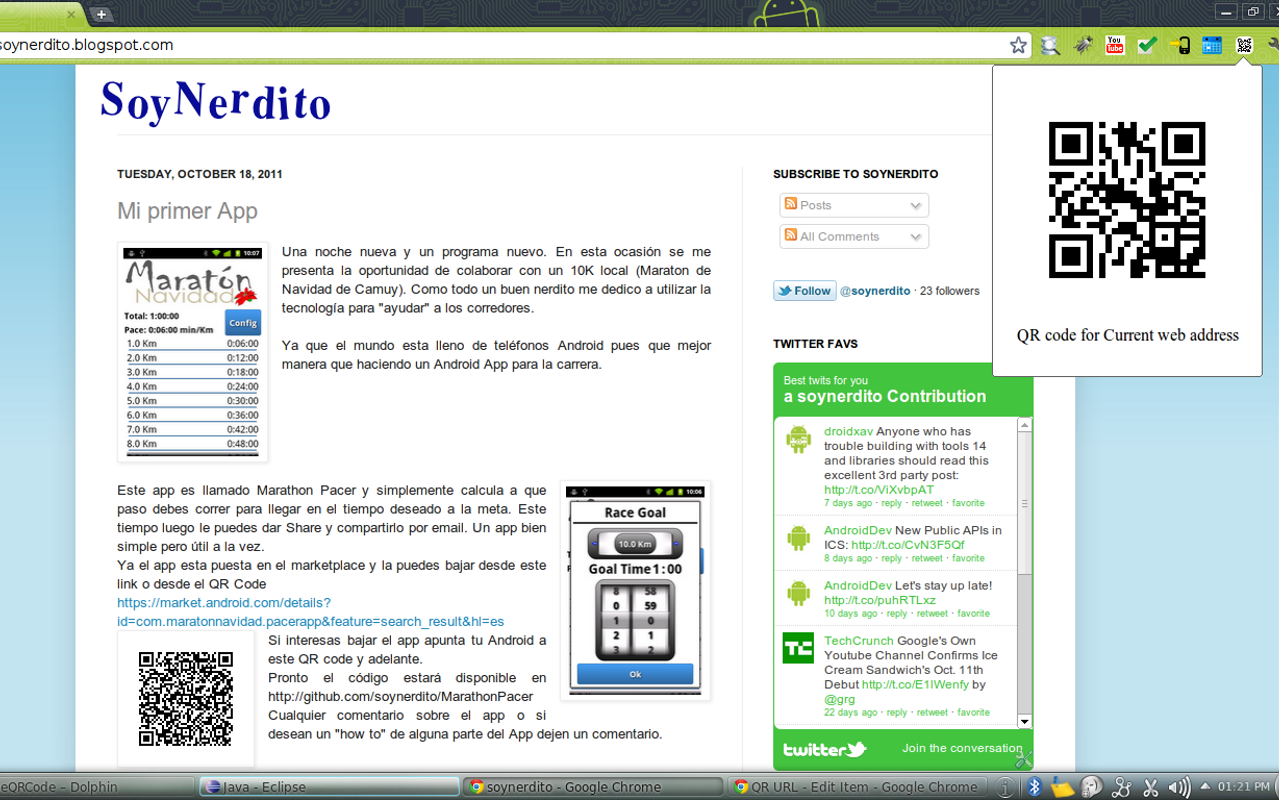 soynerdito.blogspot.com
You
Tube
SoyNerdito
TUESDAY, OCTOBER 18, 2011
Mi primer App
10:07
Maratón
Navidad
Total: 1:00:00
Pace: 0:06:00 min/Km
Config
1.0 Km 0:06:00
2.0 Km 0:12:00
3.0 Km 0:18:00
4.0 Km 0:24:00
5.0 Km 0:30:00
6.0 Km 0:36:00
7.0 Km 0:42:00
8.0 Km 0:48:00
Una noche nueva y un programa nuevo. En esta ocasión se me
presenta la oportunidad de colaborar con un 10K local (Maraton de
Navidad de Camuy). Como todo un buen nerdito me dedico a utilizar la
tecnología para "ayudar" a los corredores.
Ya que el mundo esta lleno de teléfonos Android pues que mejor
manera que haciendo un Android App para la carrera.
Este app es llamado Marathon Pacer y simplemente calcula a que
paso debes correr para llegar en el tiempo deseado a la meta. Este
tiempo luego le puedes dar Share y compartirlo por email. Un app bien
simple pero útil a la vez.
Ya el app esta puesta en el marketplace y la puedes bajar desde este
link o desde el QR Code
https://market.android.com/details?
id=com.maratonnavidad.pacerapp&feature=search_result&hl=es
Si interesas bajar el app apunta tu Android a
este QR code y adelante.
Pronto el código estará disponible en
http://github.com/soynerdito/MarathonPacer
Cualquier comentario sobre el app o si
desean un "how to" de alguna parte del App dejen un comentario.
10:06
Race Goal
10.0 Km
Goal Time 1:00
8 58
0 59
1 0
2 1
3 2
Ok
SUBSCRIBE TO SOYNERDITO
Posts
All Comments
Follow @soynerdito · 23 followers
TWITTER FAVS
Best twits for you
a soynerdito Contribution
droidxav Anyone who has
trouble building with tools 14
and libraries should read this
excellent 3rd party post:
http://t.co/ViXvbpAT
7 days ago · reply · retweet · favorite
AndroidDev New Public APIs in
ICS: http://t.co/CvN3F5Qf
8 days ago · reply · retweet · favorite
AndroidDev Let's stay up late!
http://t.co/puhRTLxz
10 days ago · reply · retweet · favorite
TC
TechCrunch Google's Own
Youtube Channel Confirms Ice
Cream Sandwich's Oct. 11th
Debut http://t.co/E1IWenfy by
@grg
22 days ago · reply · retweet · favorite
twitter
Join the conversation
QR code for Current web address
eQRCode – Dolphin
Java - Eclipse
soynerdito - Google Chrome
QR URL - Edit Item - Google Chrome
01:21 PM